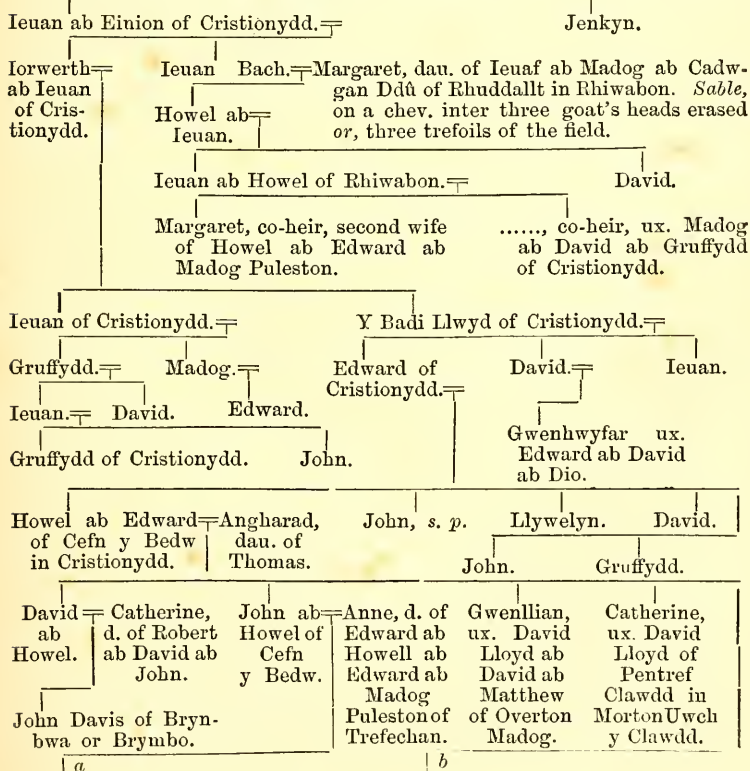 Ieuan ab Einion of Cristionydd.
Jenkyn.
Iorwerth
ab Ieuan
of Cris-
tionydd.
Ieuan Bach.
Margaret, dau. of Ieuaf ab Madog ab Cadw-
gan Ddû of Rhuddallt in Rhiwabon. Sable,
on a chev. inter three goat's heads erased
or, three trefoils of the field.
Howel ab
Ieuan.
Ieuan ab Howel of Rhiwabon.
David.
Margaret, co-heir, second wife
of Howel ab Edward ab
Madog Puleston.
......, co-heir, ux. Madog
ab David ab Gruffydd
of Cristionydd.
Ieuan of Cristionydd.
Y Badi Llwyd of Cristionydd.
Gruffydd.
Madog.
Edward of
Cristionydd.
David.
Ieuan.
Ieuan.
David.
Edward.
Gwenhwyfar ux.
Edward ab David
ab Dio.
Gruffydd of Cristionydd.
John.
Howel ab Edward
of Cefn y Bedw
in Cristionydd.
Angharad,
dau. of
Thomas.
John, s. p.
Llywelyn.
David.
John.
Gruffydd.
David
ab
Howel.
Catherine,
d. of Robert
ab David ab
John.
John ab
Howel of
Cefn
y Bedw.
Anne, d. of
Edward ab
Howell ab
Edward ab
Madog
Puleston of
Trefechan.
Gwenllian,
ux. David
Lloyd ab
David ab
Matthew
of Overton
Madog.
Catherine,
ux. David
Lloyd of
Pentref
Clawdd in
Morton Uwch
y Clawdd.
John Davis of Bryn-
bwa or Brymbo.
a
b